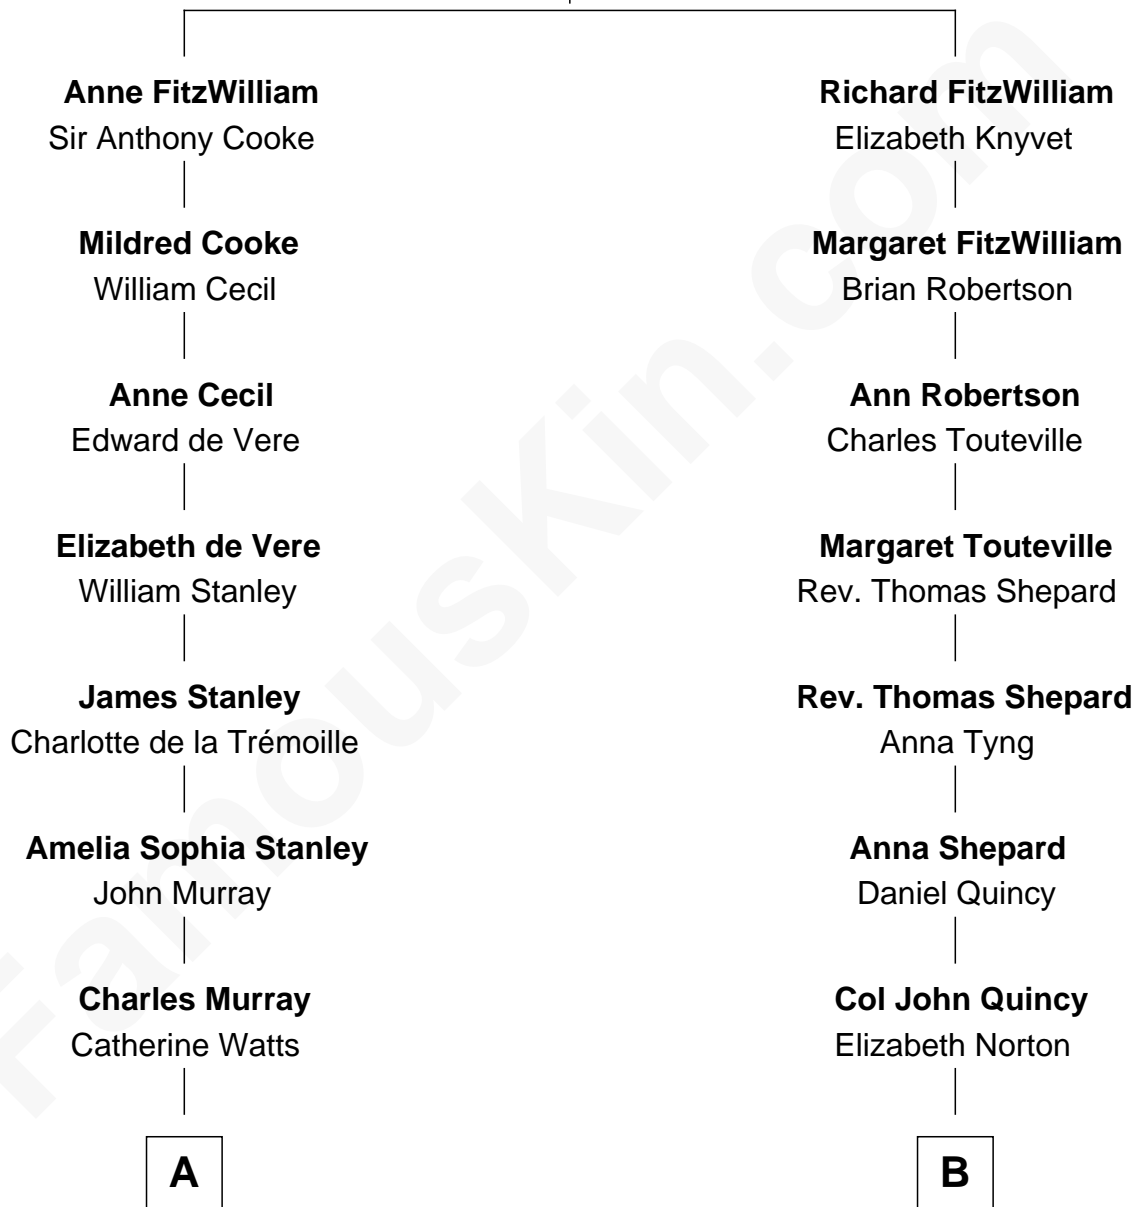 Anne FitzWilliam
Sir Anthony Cooke
Mildred Cooke
William Cecil
Anne Cecil
Edward de Vere
Elizabeth de Vere
William Stanley
James Stanley
Charlotte de la Trémoille
Amelia Sophia Stanley
John Murray
Charles Murray
Catherine Watts
A
Richard FitzWilliam
Elizabeth Knyvet
Margaret FitzWilliam
Brian Robertson
Ann Robertson
Charles Touteville
Margaret Touteville
Rev. Thomas Shepard
Rev. Thomas Shepard
Anna Tyng
Anna Shepard
Daniel Quincy
Col John Quincy
Elizabeth Norton
B
FamousKin.com